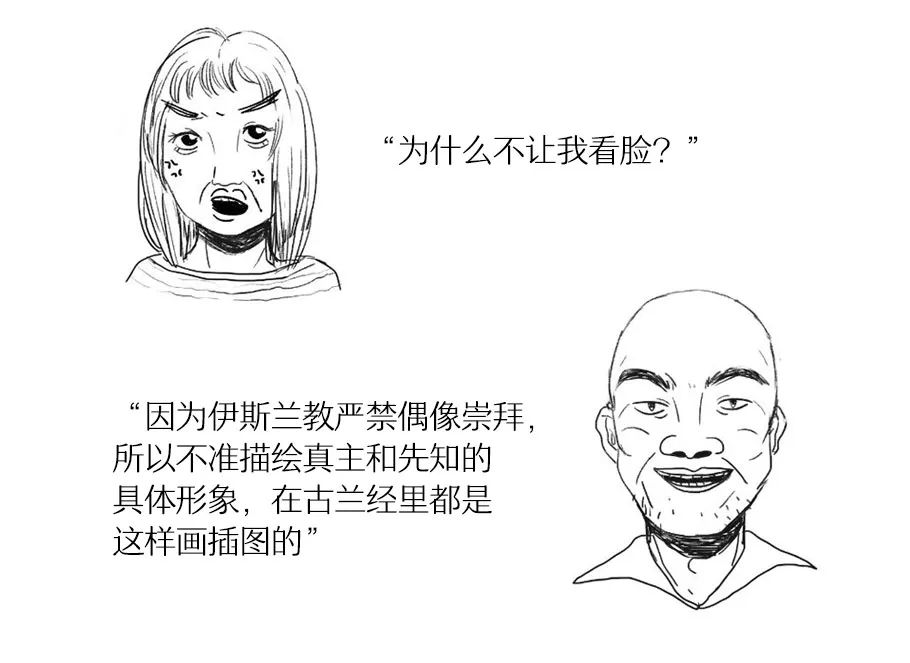 “为什么不让我看脸？”
“因为伊斯兰教严禁偶像崇拜，
所以不准描绘真主和先知的
具体形象，在古兰经里都是
这样画插图的”